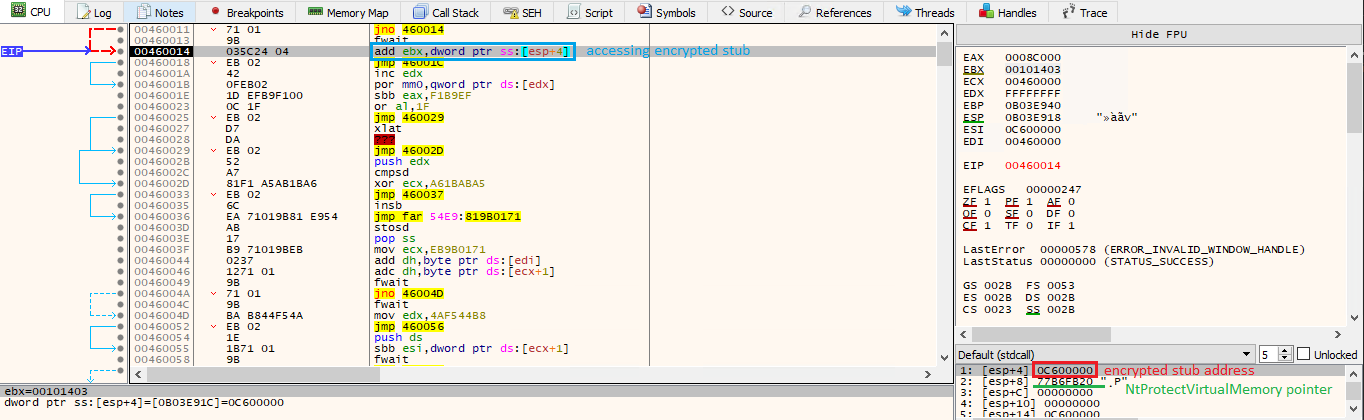 CPU Log Notes Breakpoints Memory Map Call Stack SEH Script Symbols Source References Threads Handles Trace
00460011 71 01 jno 460014
00460013 9B fwait
EIP 00460014 035C24 04 add ebx,dword ptr ss:[esp+4] accessing encrypted stub
00460018 EB 02 jmp 46001C
0046001A 42 inc edx
0046001B 0FEB02 por mm0,qword ptr ds:[edx]
0046001E 1D EFB9F100 sbb eax,F1B9EF
00460023 0C 1F or al,1F
00460025 EB 02 jmp 460029
00460027 D7 xlat
00460028 DA ???
00460029 EB 02 jmp 46002D
0046002B 52 push edx
0046002C A7 cmpsd
0046002D 81F1 A5AB1BA6 xor ecx,A61BABA5
00460033 EB 02 jmp 460037
00460035 6C insb
00460036 EA 71019B81 E954 jmp far 54E9:819B0171
0046003D AB stosd
0046003E 17 pop ss
0046003F B9 71019BEB mov ecx,EB9B0171
00460044 0237 add dh,byte ptr ds:[edi]
00460046 1271 01 adc dh,byte ptr ds:[ecx+1]
00460049 9B fwait
0046004A 71 01 jno 46004D
0046004C 9B fwait
0046004D BA B844F54A mov edx,4AF544B8
00460052 EB 02 jmp 460056
00460054 1E push ds
00460055 1B71 01 sbb esi,dword ptr ds:[ecx+1]
00460058 9B fwait
ebx=00101403
dword ptr ss:[esp+4]=[0B03E91C]=0C600000
Hide FPU
EAX 0008C000
EBX 00101403
ECX 00460000
EDX FFFFFFFF
EBP 0B03E940
ESP 0B03E918 "»àãv"
ESI 0C600000
EDI 00460000
EIP 00460014
EFLAGS 00000247
ZF 1 PF 1 AF 0
OF 0 SF 0 DF 0
CF 1 TF 0 IF 1
LastError 00000578 (ERROR_INVALID_WINDOW_HANDLE)
LastStatus 00000000 (STATUS_SUCCESS)
GS 002B FS 0053
ES 002B DS 002B
CS 0023 SS 002B
Default (stdcall) 5 Unlocked
1: [esp+4] 0C600000 encrypted stub address
2: [esp+8] 77B6FB20 ".P"
NtProtectVirtualMemory pointer
3: [esp+C] 00000000
4: [esp+10] 00000000
5: [esp+14] 0C600000